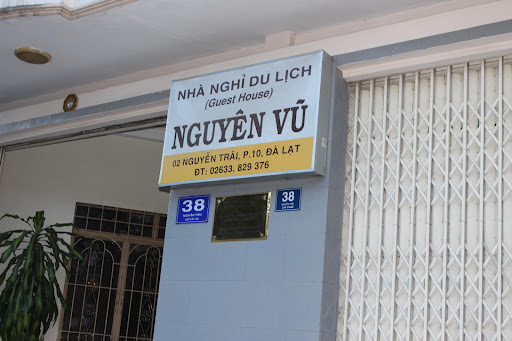 NHÀ NGHỈ DU LỊCH
(Guest House)
NGUYÊN VŨ
02 NGUYỄN TRÃI, P.10, ĐÀ LẠT
ĐT: 02633. 829 376
38
38